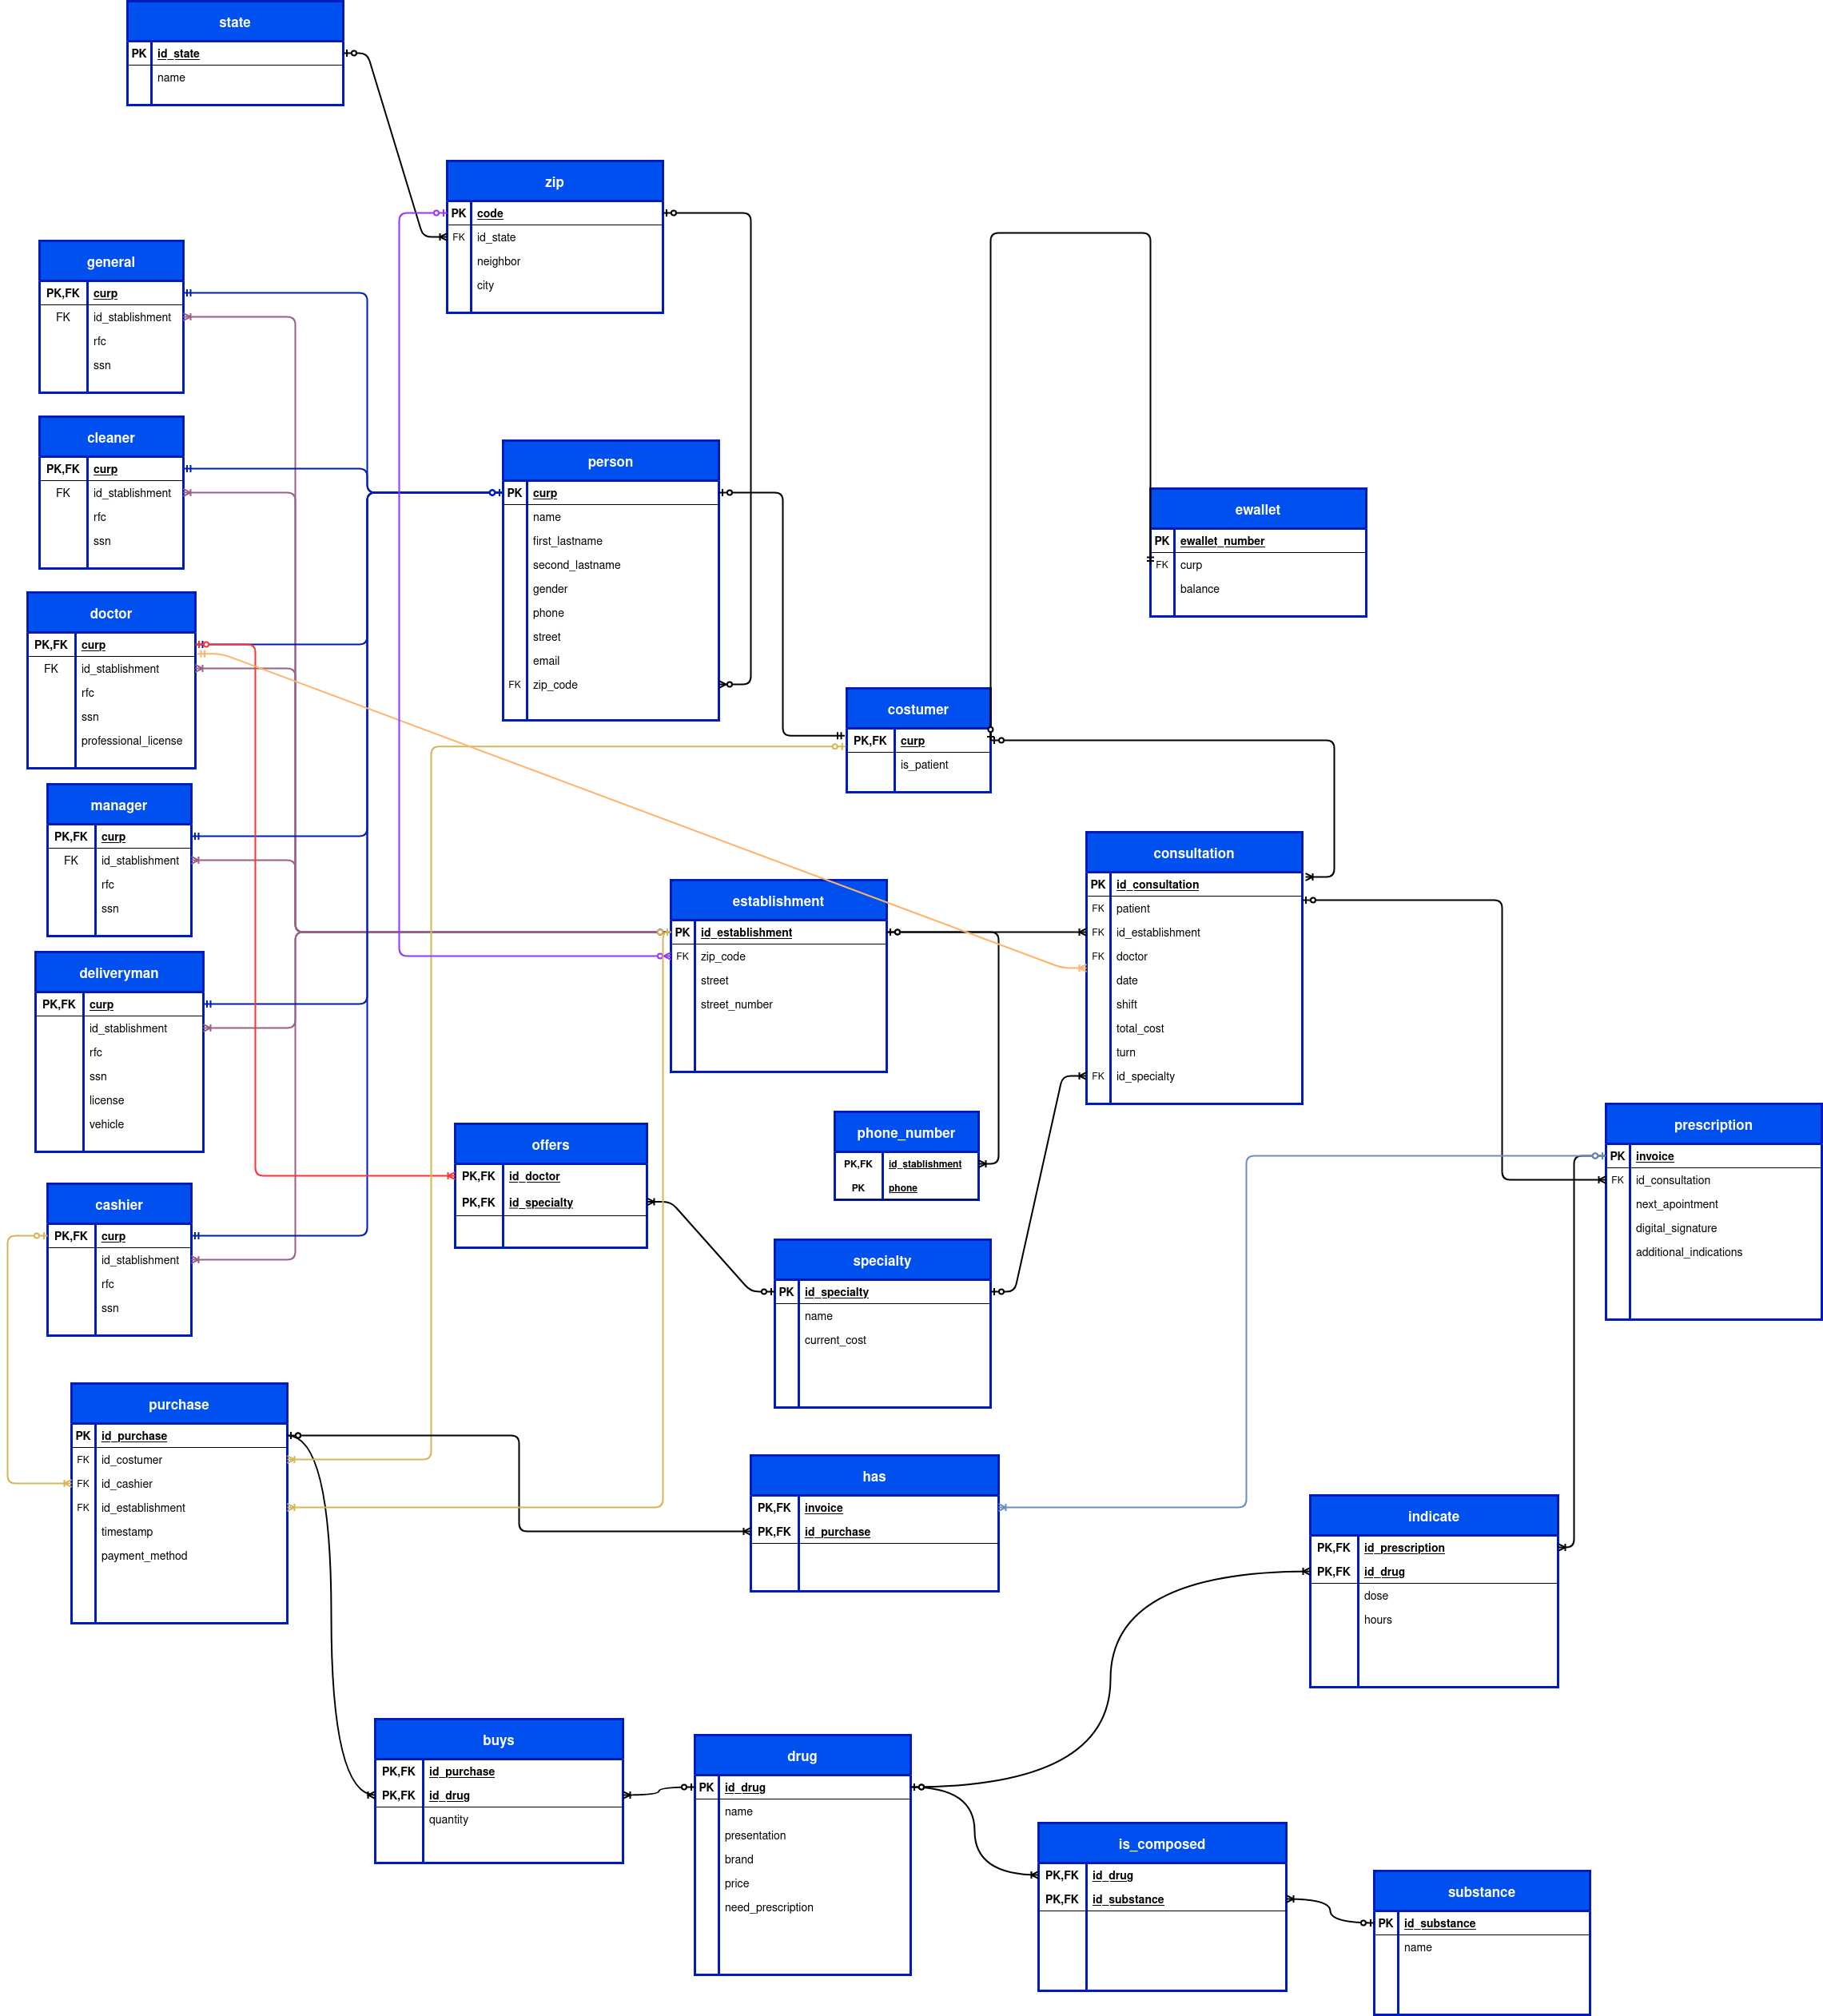 state
PK id_state
name
zip
PK code
FK id_state
neighbor
city
general
PK,FK curp
FK id_stablishment
rfc
ssn
cleaner
PK,FK curp
FK id_stablishment
rfc
ssn
person
PK curp
name
first_lastname
second_lastname
gender
phone
street
email
FK zip_code
ewallet
PK ewallet_number
FK curp
balance
doctor
PK,FK curp
FK id_stablishment
rfc
ssn
professional_license
costumer
PK,FK curp
is_patient
manager
PK,FK curp
FK id_stablishment
rfc
ssn
consultation
PK id_consultation
FK patient
FK id_establishment
FK doctor
date
shift
total_cost
turn
FK id_specialty
establishment
PK id_establishment
FK zip_code
street
street_number
deliveryman
PK,FK curp
id_stablishment
rfc
ssn
license
vehicle
phone_number
PK,FK id_stablishment
PK phone
prescription
PK invoice
FK id_consultation
next_apointment
digital_signature
additional_indications
offers
PK,FK id_doctor
PK,FK id_specialty
cashier
PK,FK curp
id_stablishment
rfc
ssn
specialty
PK id_specialty
name
current_cost
purchase
PK id_purchase
FK id_costumer
FK id_cashier
FK id_establishment
timestamp
payment_method
has
PK,FK invoice
PK,FK id_purchase
indicate
PK,FK id_prescription
PK,FK id_drug
dose
hours
buys
PK,FK id_purchase
PK,FK id_drug
quantity
drug
PK id_drug
name
presentation
brand
price
need_prescription
is_composed
PK,FK id_drug
PK,FK id_substance
substance
PK id_substance
name